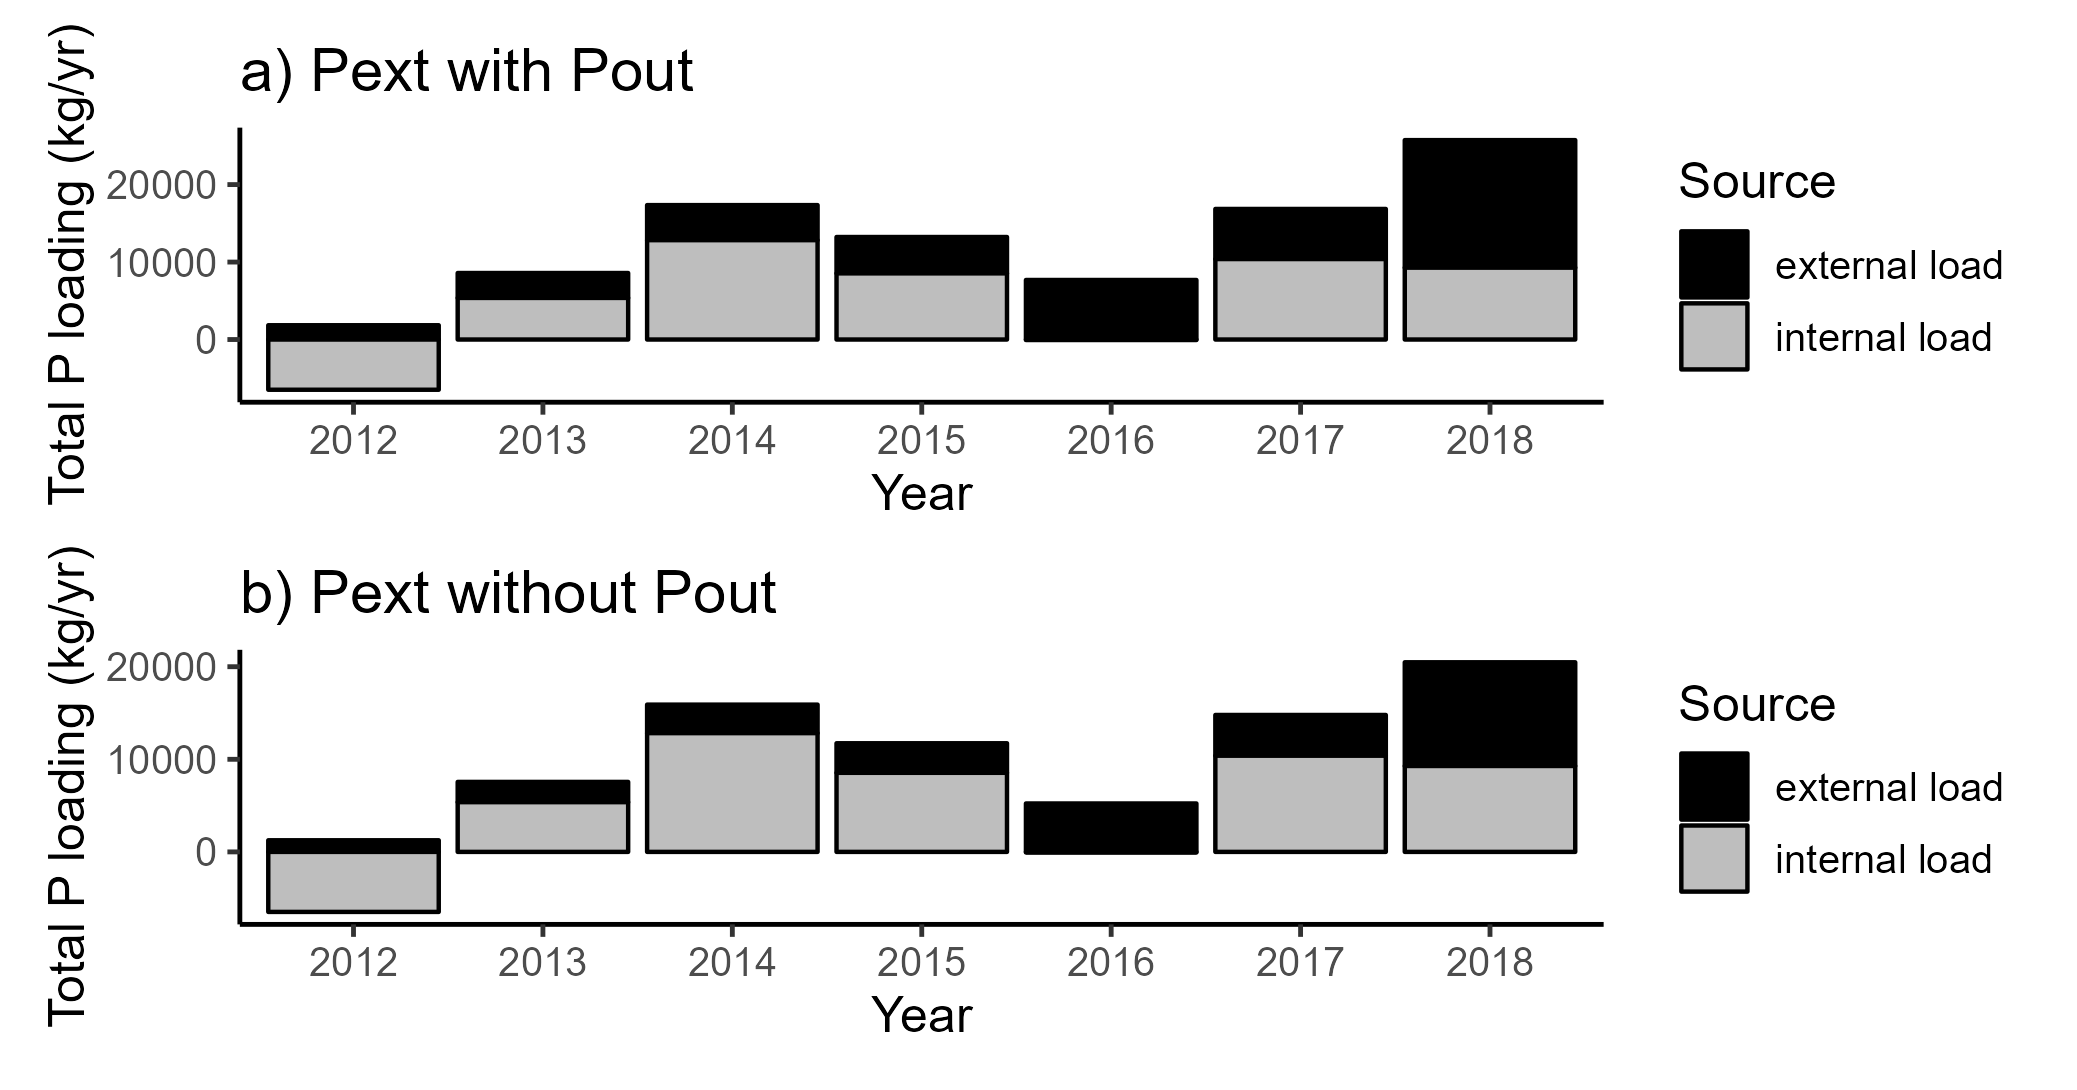 a) Pext with Pout
Total P loading (kg/yr)
20000
10000
0
2012 2013 2014 2015 2016 2017 2018
Year
Source
external load
internal load
b) Pext without Pout
Total P loading (kg/yr)
20000
10000
0
2012 2013 2014 2015 2016 2017 2018
Year
Source
external load
internal load